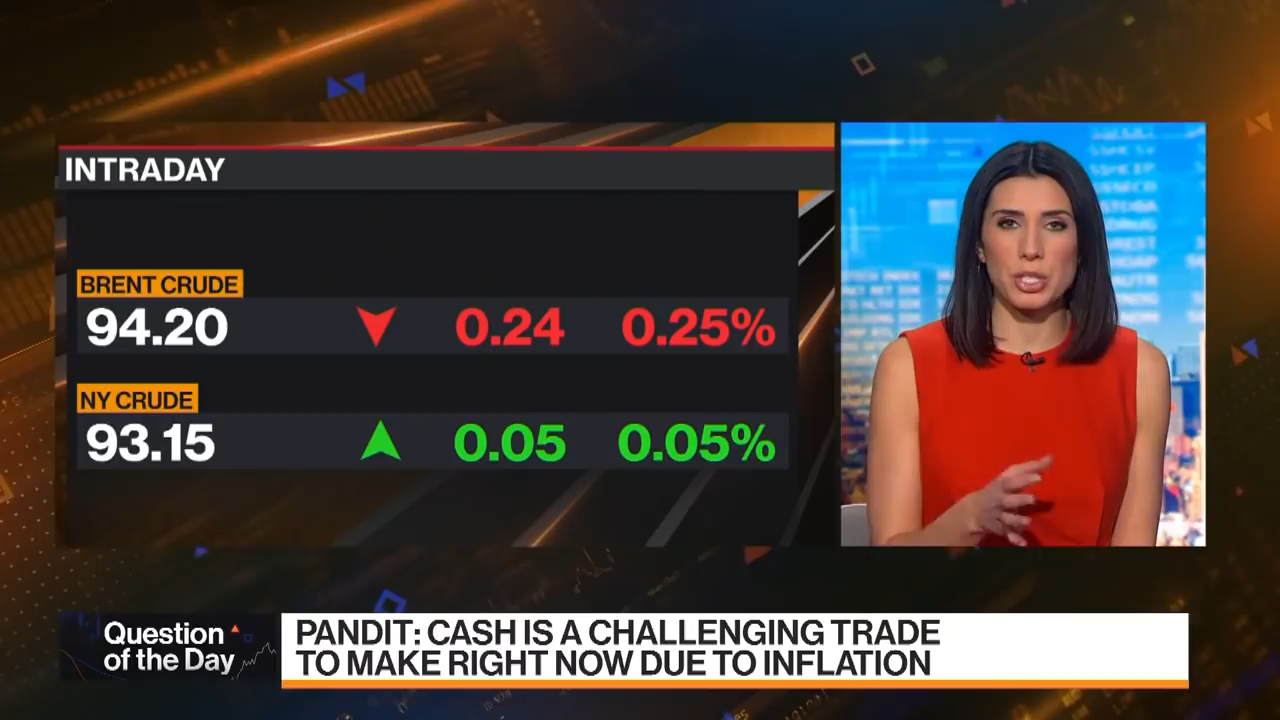 INTRADAY
BRENT CRUDE
94.20 0.24 0.25%
NY CRUDE
93.15 0.05 0.05%
Question
of the Day
PANDIT: CASH IS A CHALLENGING TRADE
TO MAKE RIGHT NOW DUE TO INFLATION